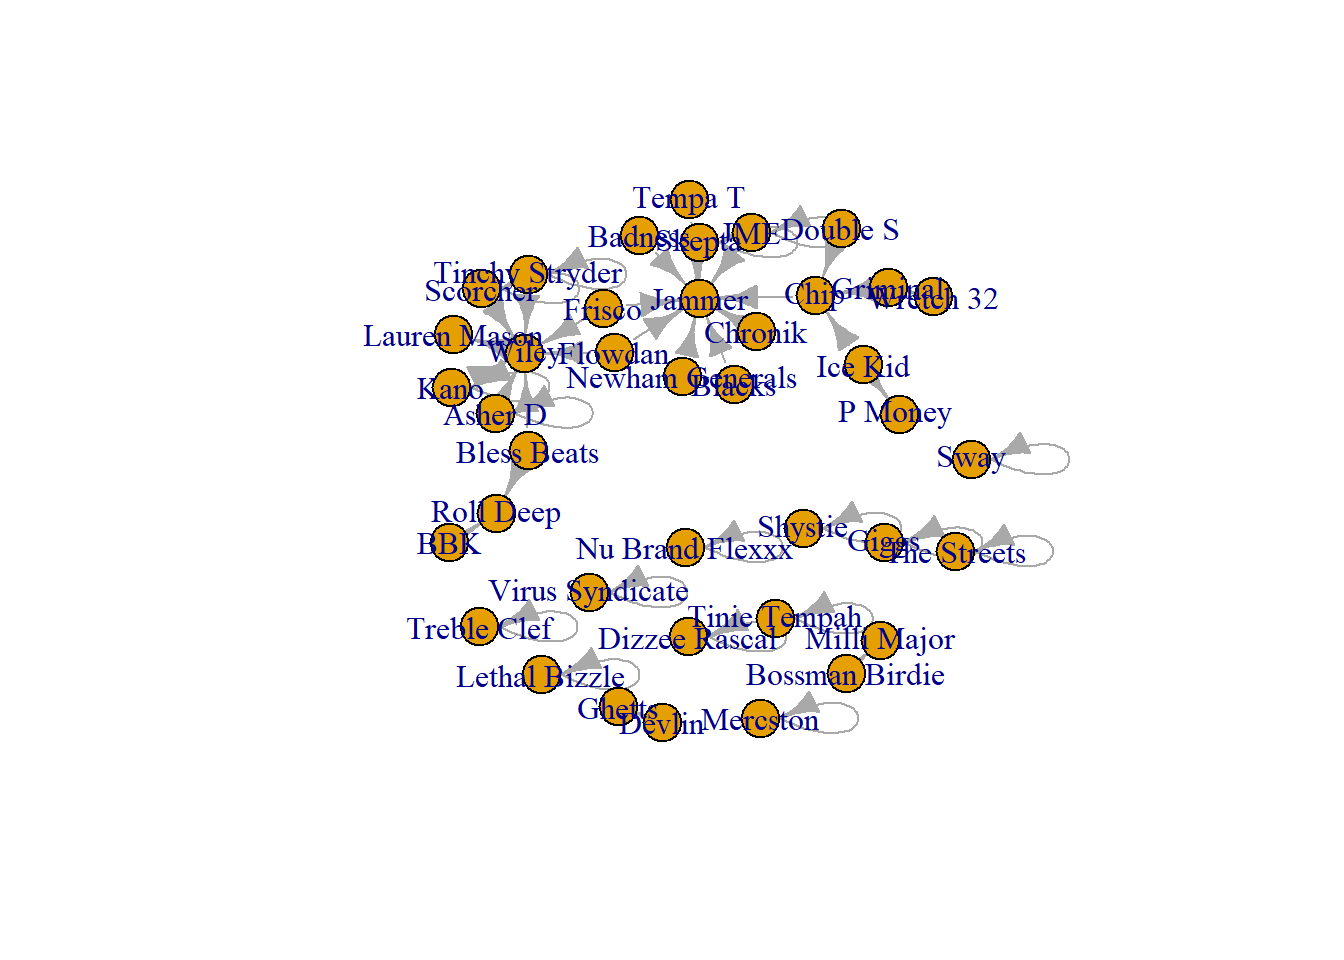 Tempa T
Badness
Skepta
JME
Double S
Tinchy Stryder
Scorcher
Frisco
Jammer
Chip
Griminal
Wretch 32
Lauren Mason
Wiley
Flowdan
Chronik
Newham Generals
Blacks
Ice Kid
Kano
Asher D
P Money
Bless Beats
Sway
Roll Deep
BBK
Nu Brand Flexxx
Shystie
Giggs
The Streets
Virus Syndicate
Treble Clef
Tinie Tempah
Dizzee Rascal
Milli Major
Lethal Bizzle
Bossman Birdie
Ghetts
Devlin
Mercston